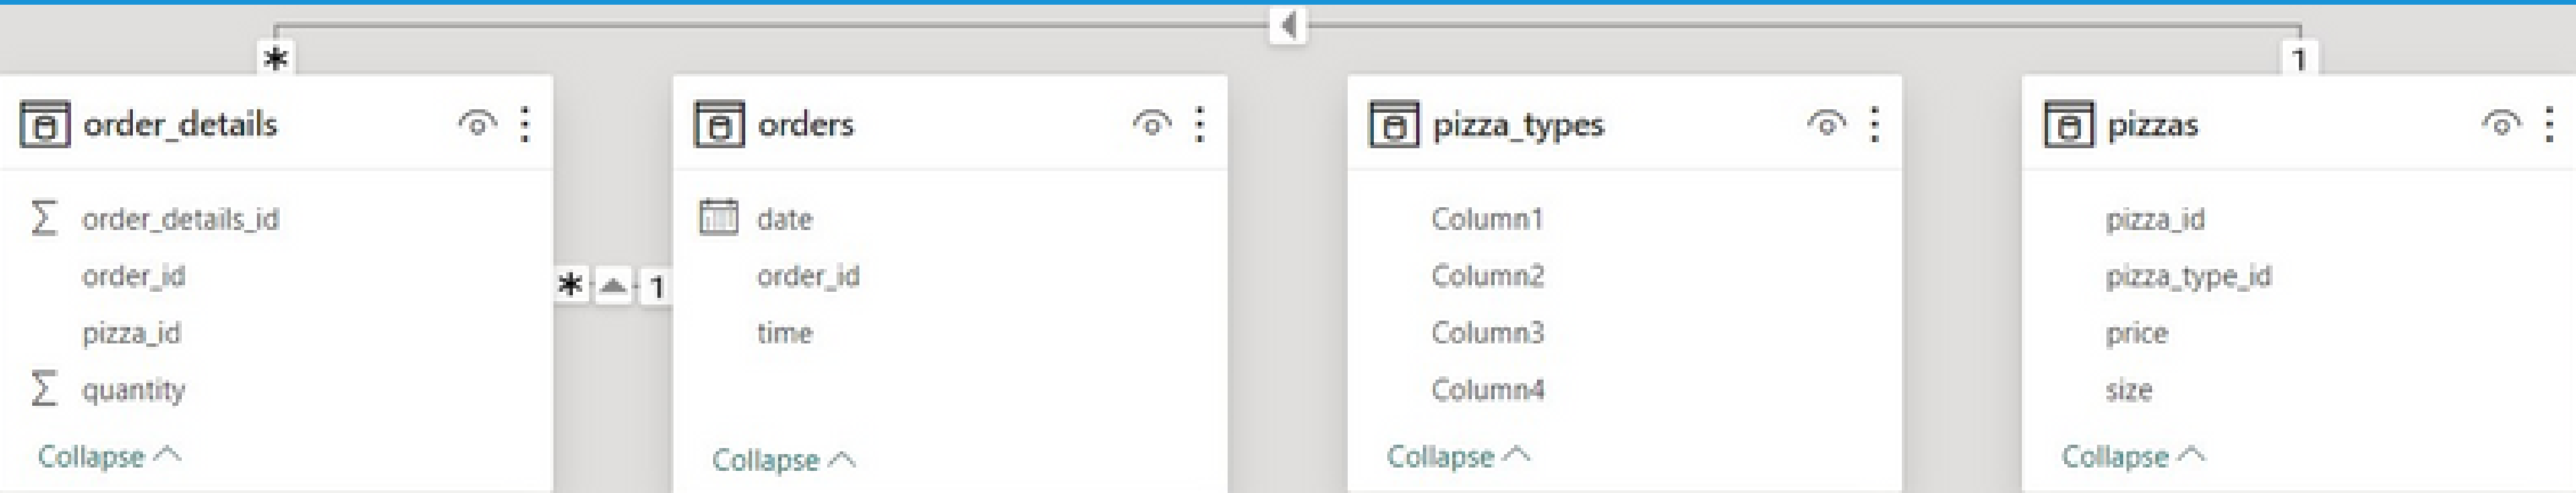 * 1
order_details
order_details_id
order_id
pizza_id
quantity
Collapse
* 1
orders
date
order_id
time
Collapse
pizza_types
Column1
Column2
Column3
Column4
Collapse
pizzas
pizza_id
pizza_type_id
price
size
Collapse